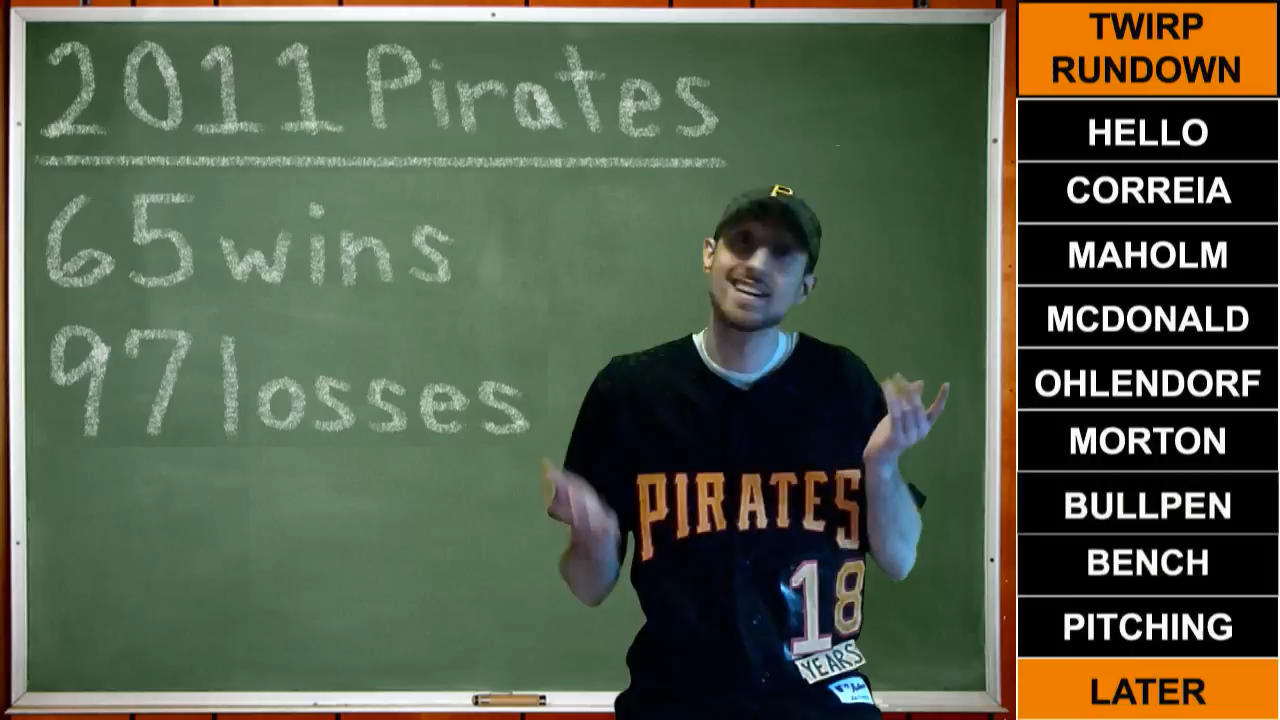 2011 Pirates
65 wins
97 losses
P
PIRATES
18
YEARS
TWIRP
RUNDOWN
HELLO
CORREIA
MAHOLM
MCDONALD
OHLENDORF
MORTON
BULLPEN
BENCH
PITCHING
LATER